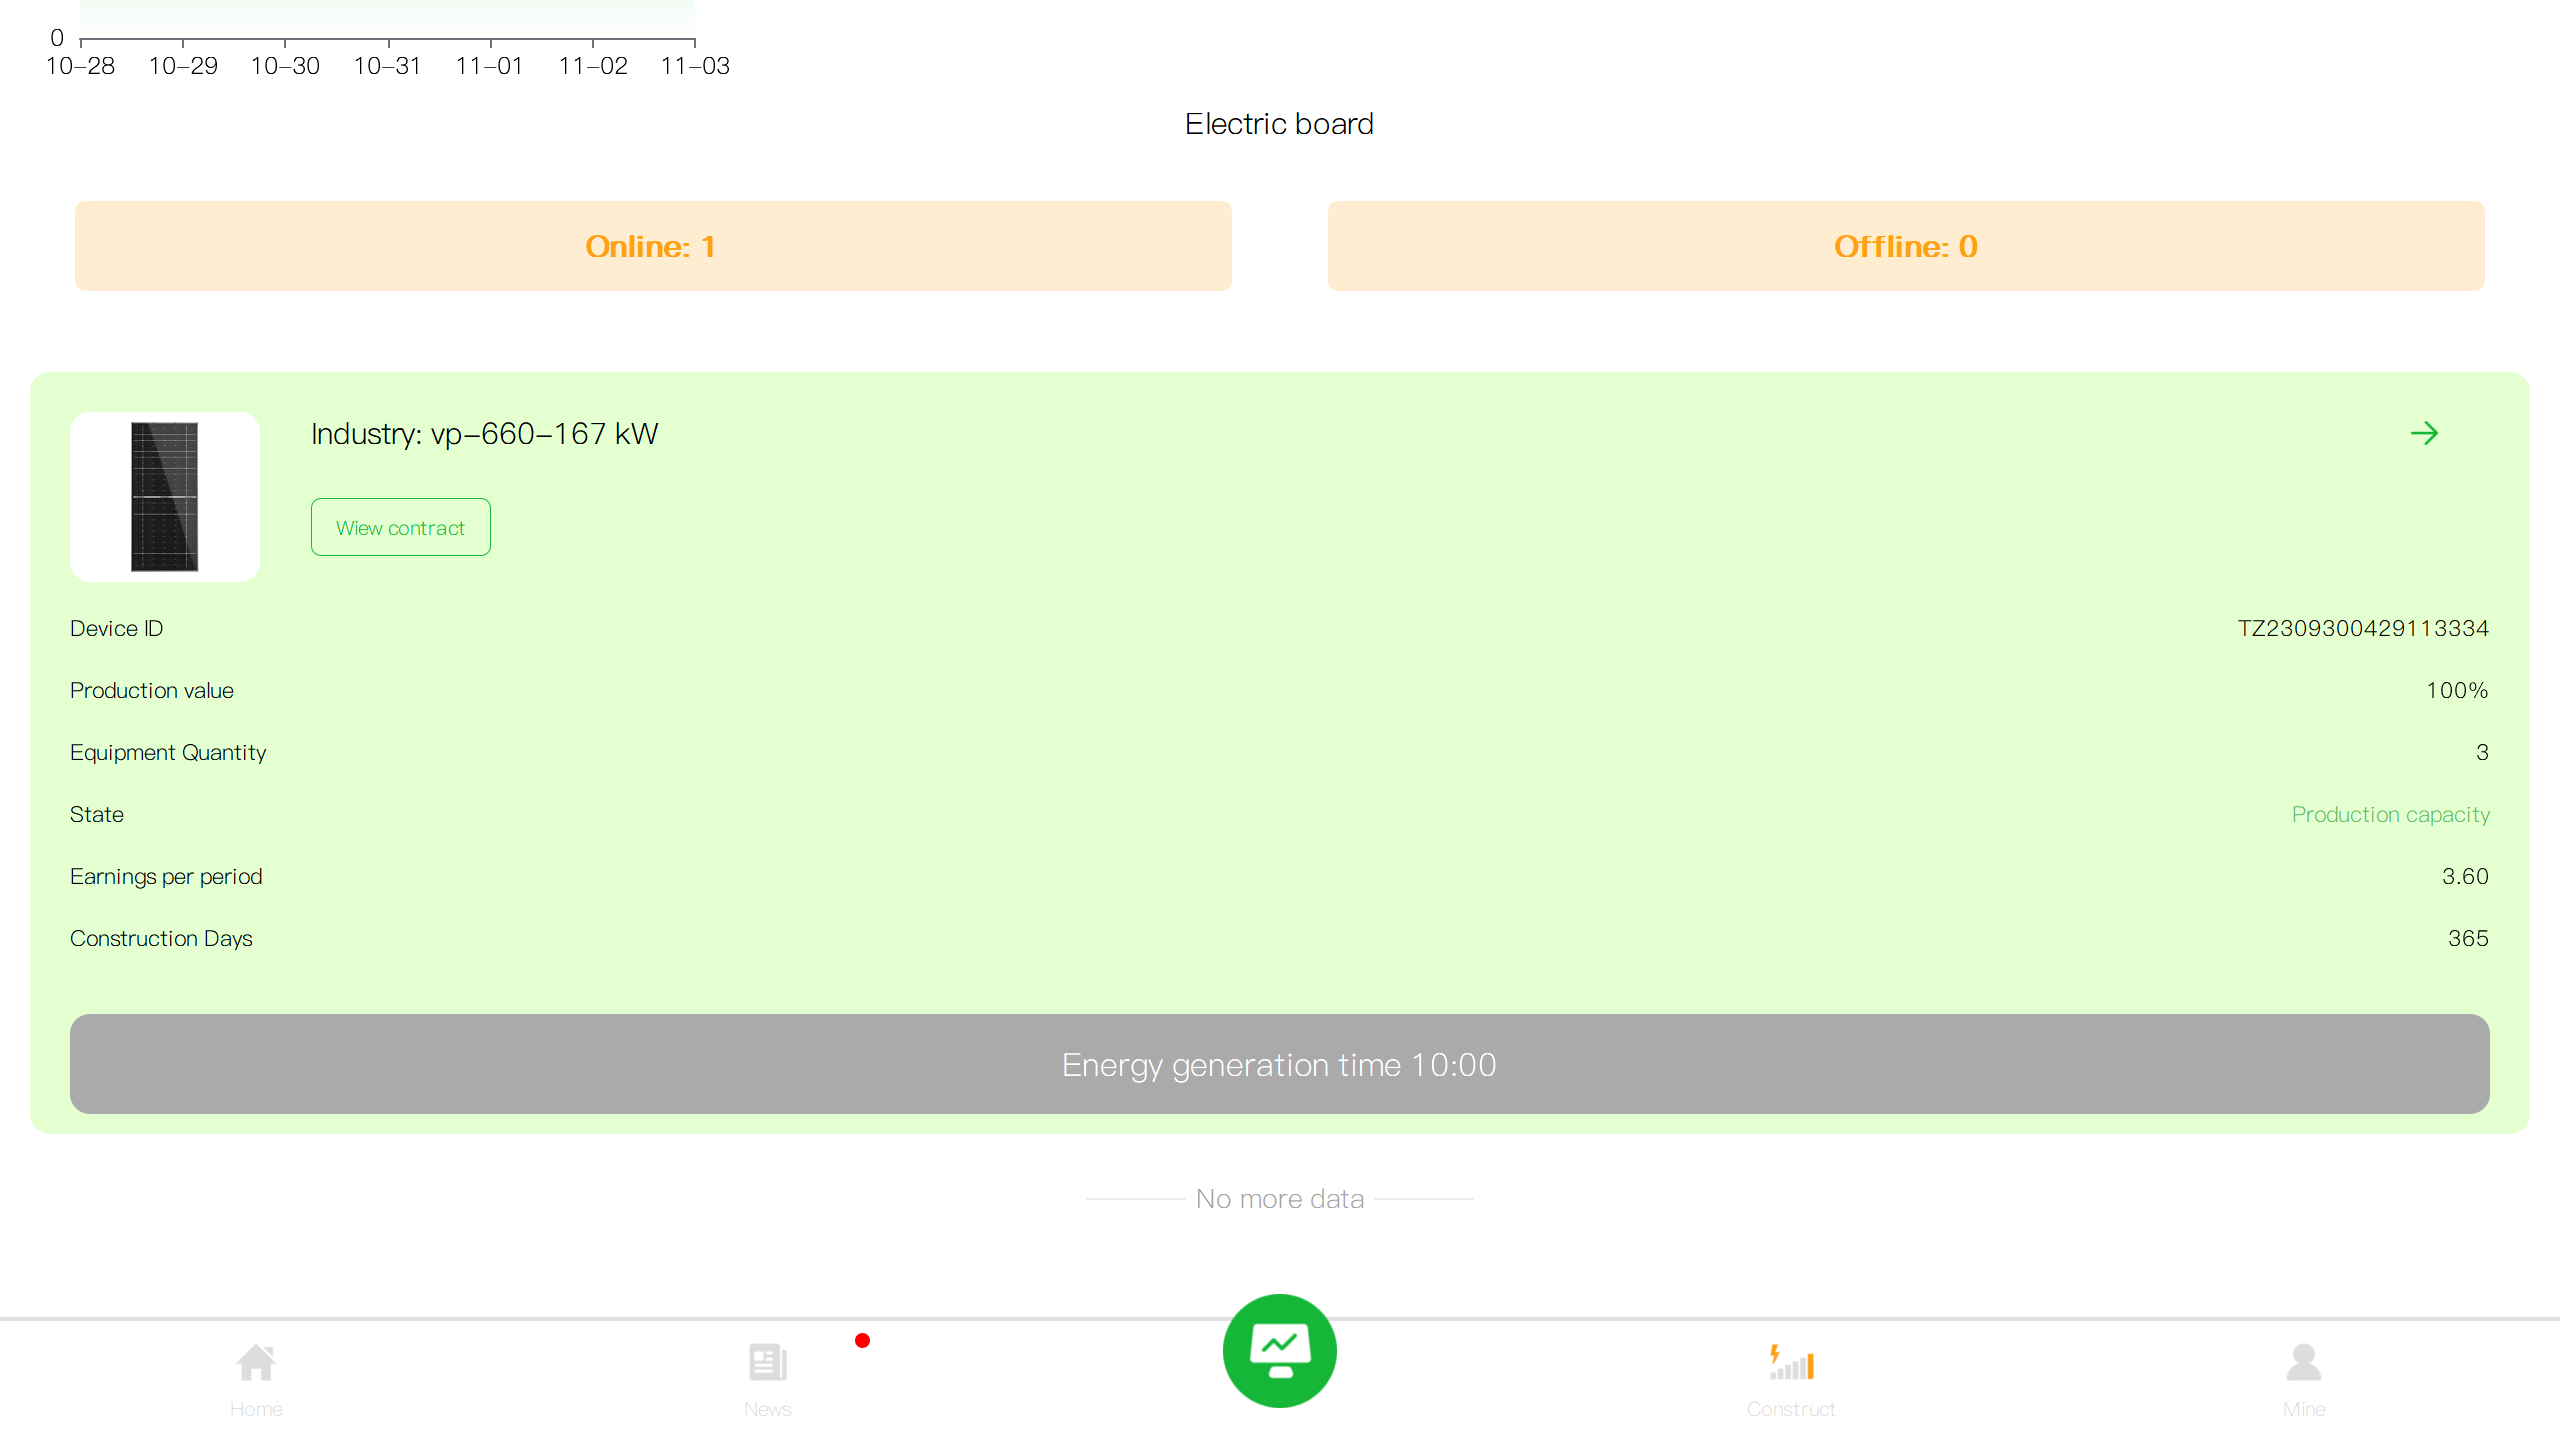 0
10-28 10-29 10-30 10-31 11-01 11-02 11-03
Electric board
Online: 1
Offline: 0
Industry: vp-660-167 kW
Wiew contract
Device ID TZ2309300429113334
Production value 100%
Equipment Quantity 3
State Production capacity
Earnings per period 3.60
Construction Days 365
Energy generation time 10:00
No more data
Home News Construct Mine